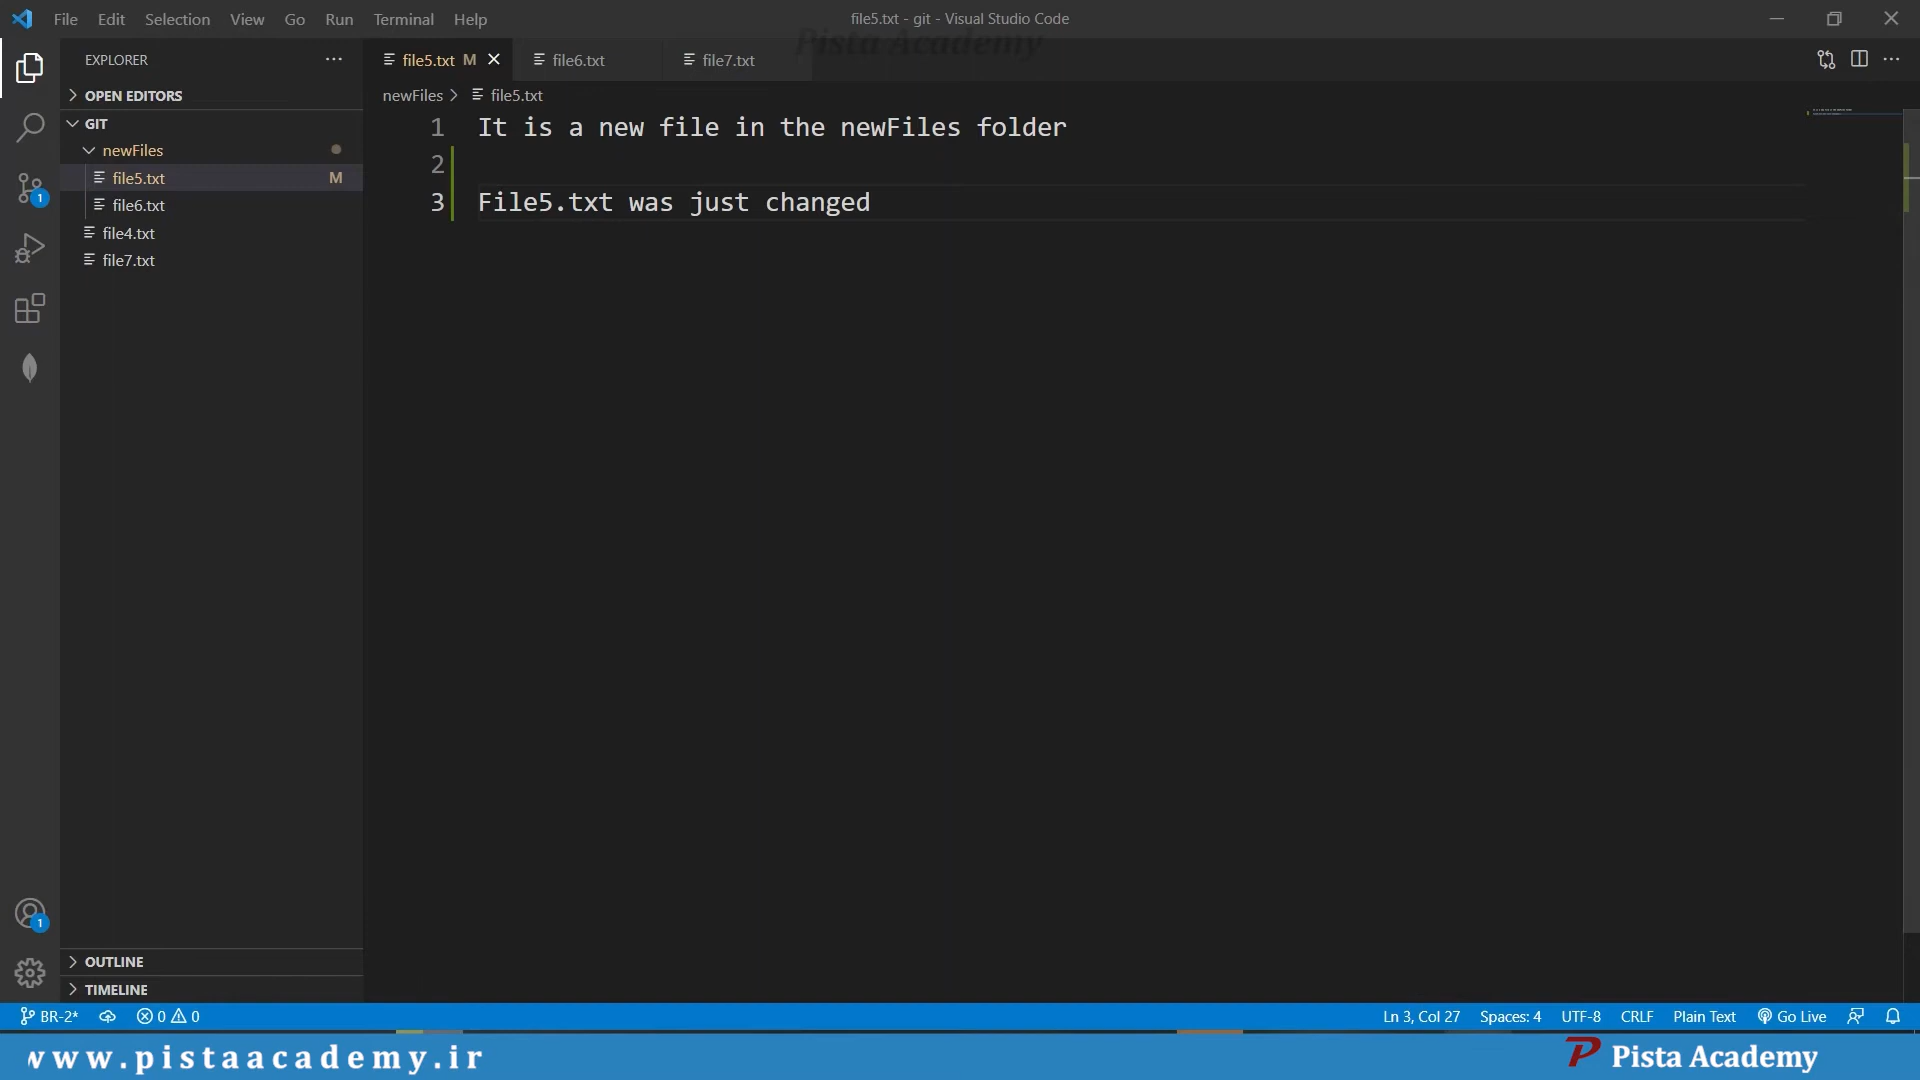 File Edit Selection View Go Run Terminal Help
file5.txt - git - Visual Studio Code
Pista Academy
EXPLORER
file5.txt M
file6.txt
file7.txt
OPEN EDITORS
newFiles > file5.txt
GIT
newFiles
file5.txt M
file6.txt
file4.txt
file7.txt
1
1
1 It is a new file in the newFiles folder
2
3 File5.txt was just changed
OUTLINE
TIMELINE
BR-2* 0 0
Ln 3, Col 27 Spaces: 4 UTF-8 CRLF Plain Text Go Live
www.pistaacademy.ir
Pista Academy